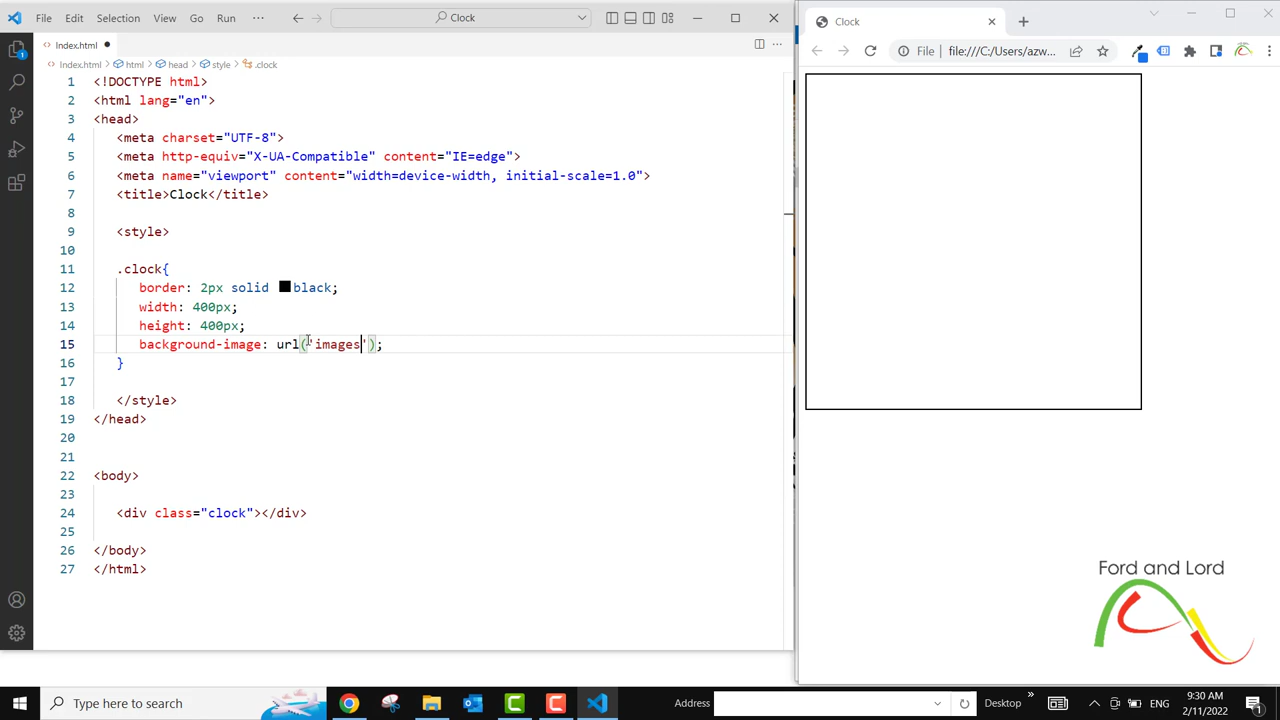 File Edit Selection View Go Run ··· Clock
Index.html
Index.html > html > head > style > .clock
1 <!DOCTYPE html>
2 <html lang="en">
3 <head>
4 <meta charset="UTF-8">
5 <meta http-equiv="X-UA-Compatible" content="IE=edge">
6 <meta name="viewport" content="width=device-width, initial-scale=1.0">
7 <title>Clock</title>
8
9 <style>
10
11 .clock{
12 border: 2px solid black;
13 width: 400px;
14 height: 400px;
15 background-image: url('images');
16 }
17
18 </style>
19 </head>
20
21
22 <body>
23
24 <div class="clock"></div>
25
26 </body>
27 </html>
1
Clock
File file:///C:/Users/azw
Ford and Lord
Type here to search
Address
Desktop
ENG
9:30 AM
2/11/2022
1